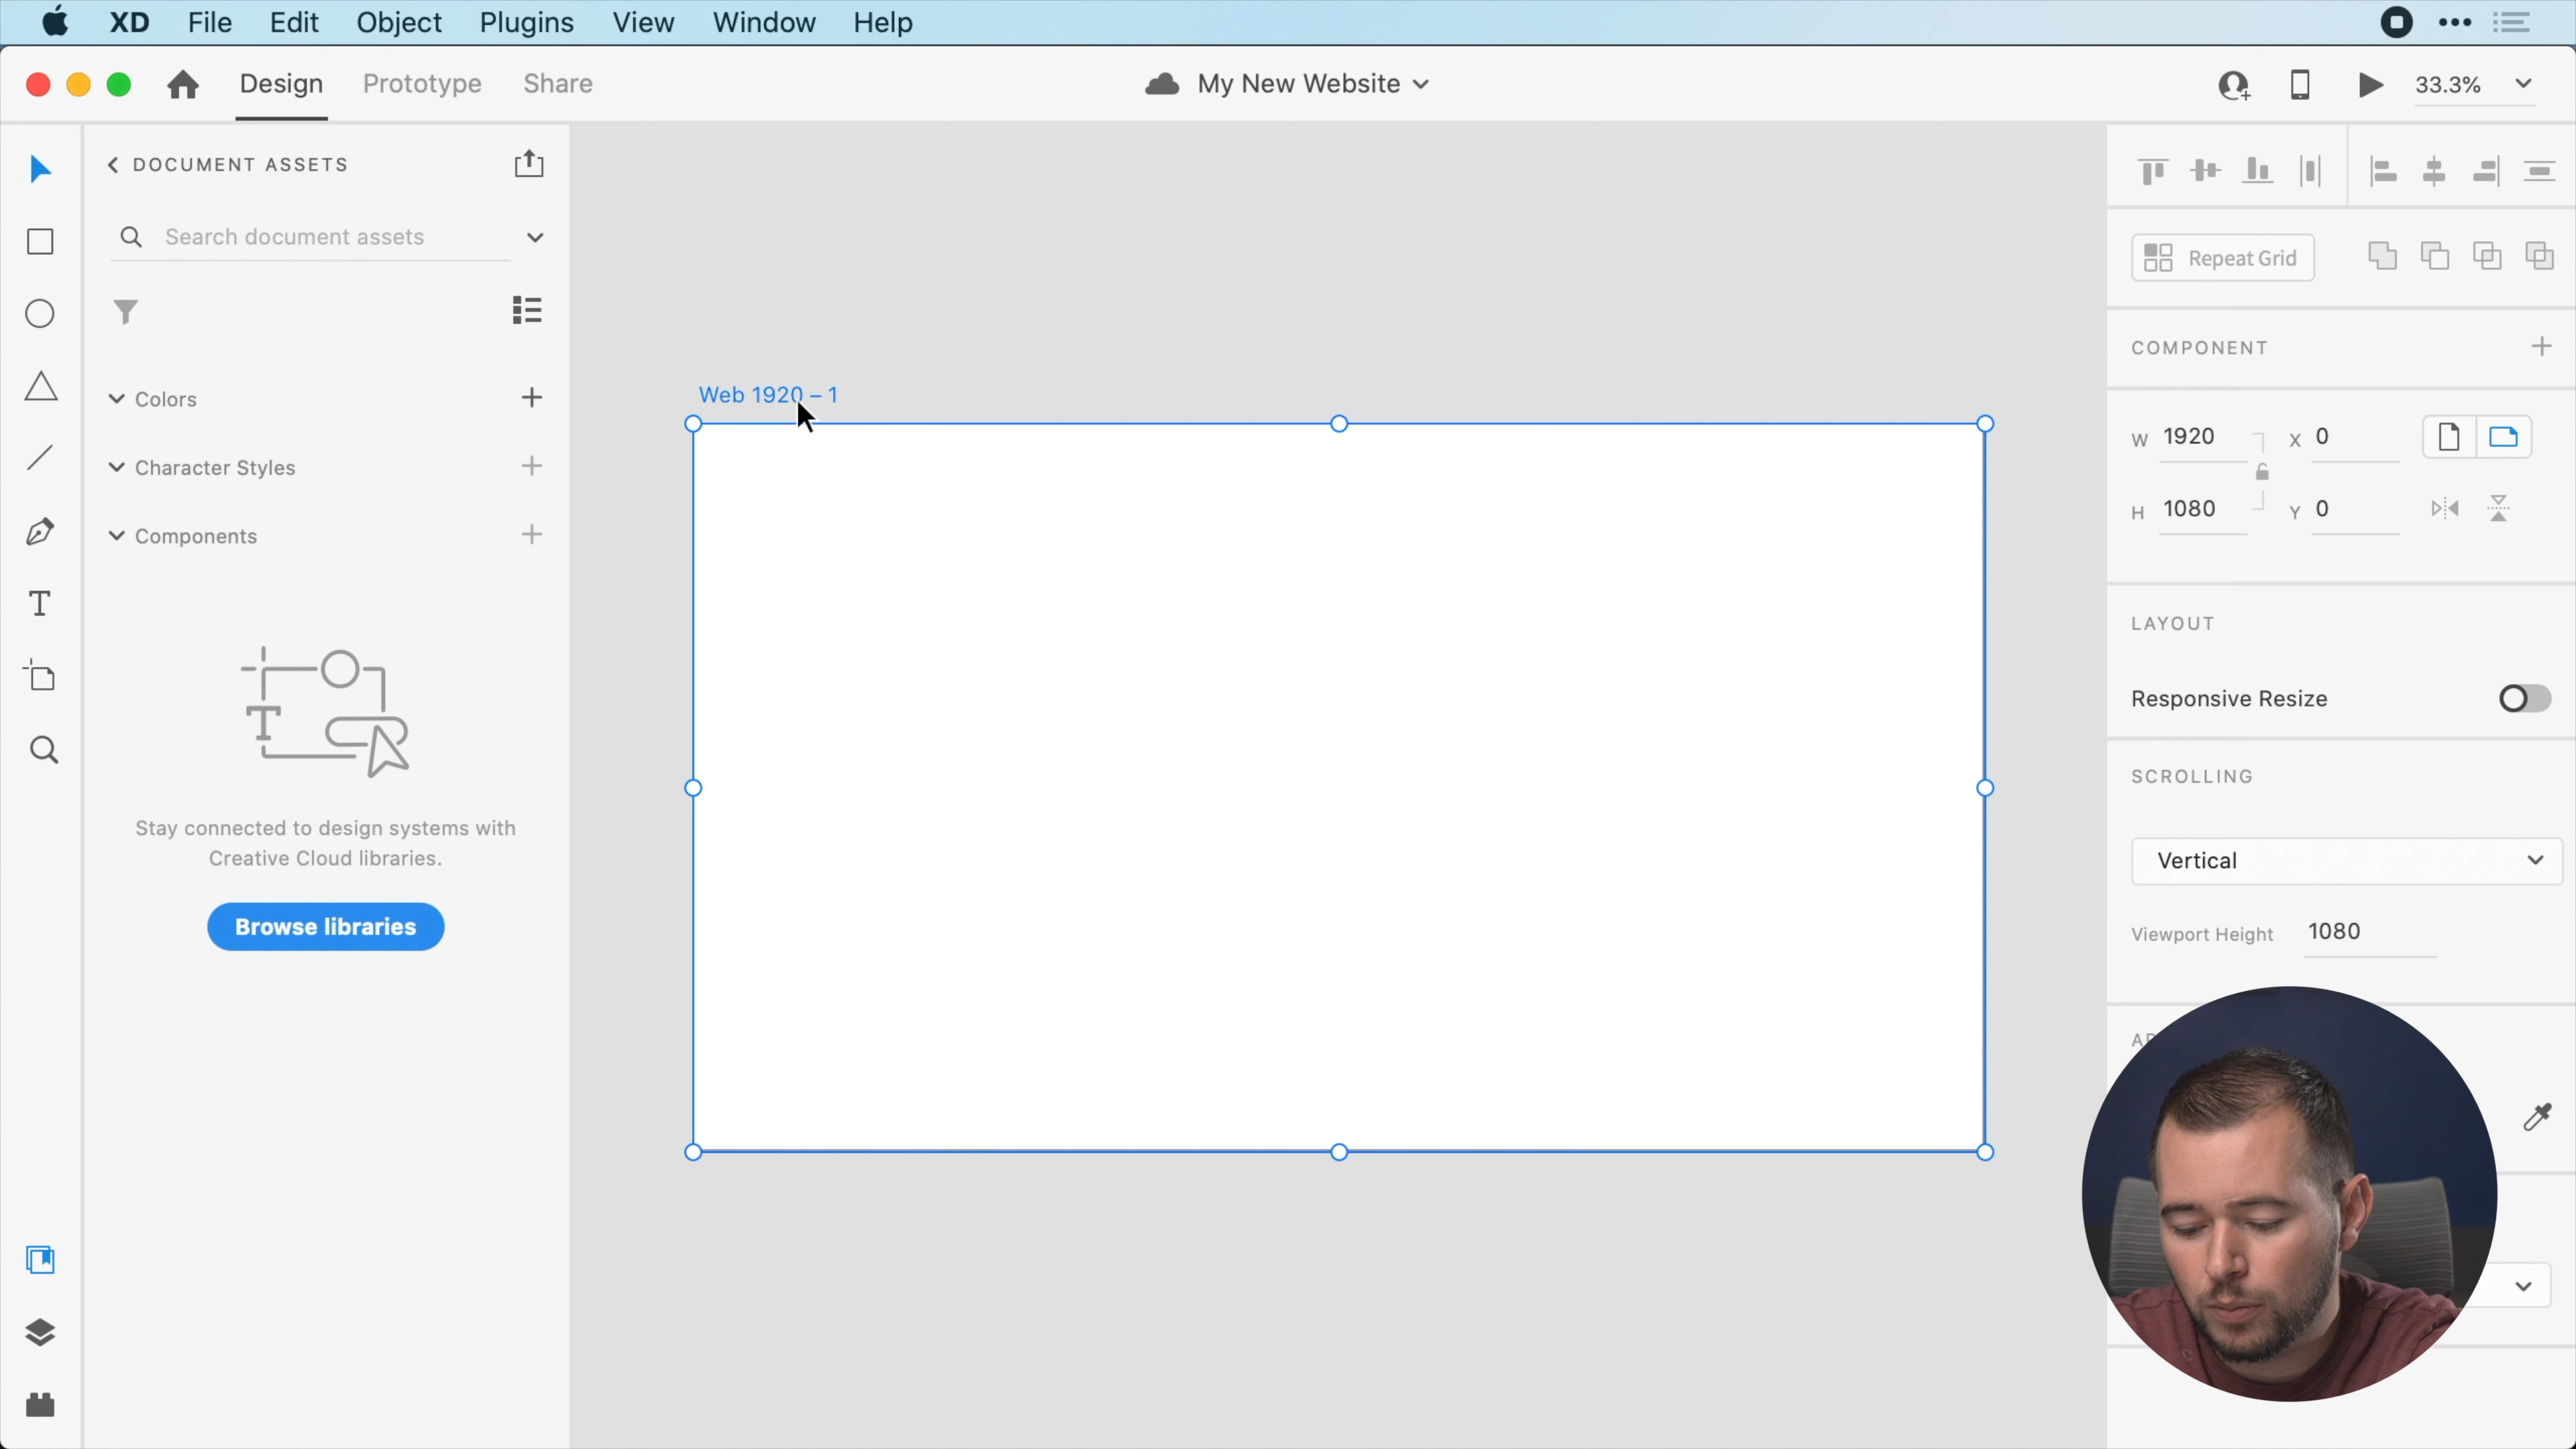 XD File Edit Object Plugins View Window Help
Design Prototype Share
My New Website
33.3%
DOCUMENT ASSETS
Search document assets
Colors
Character Styles
Components
Stay connected to design systems with
Creative Cloud libraries.
Browse libraries
Web 1920 – 1
Repeat Grid
COMPONENT
W 1920 X 0
H 1080 Y 0
LAYOUT
Responsive Resize
SCROLLING
Vertical
Viewport Height 1080